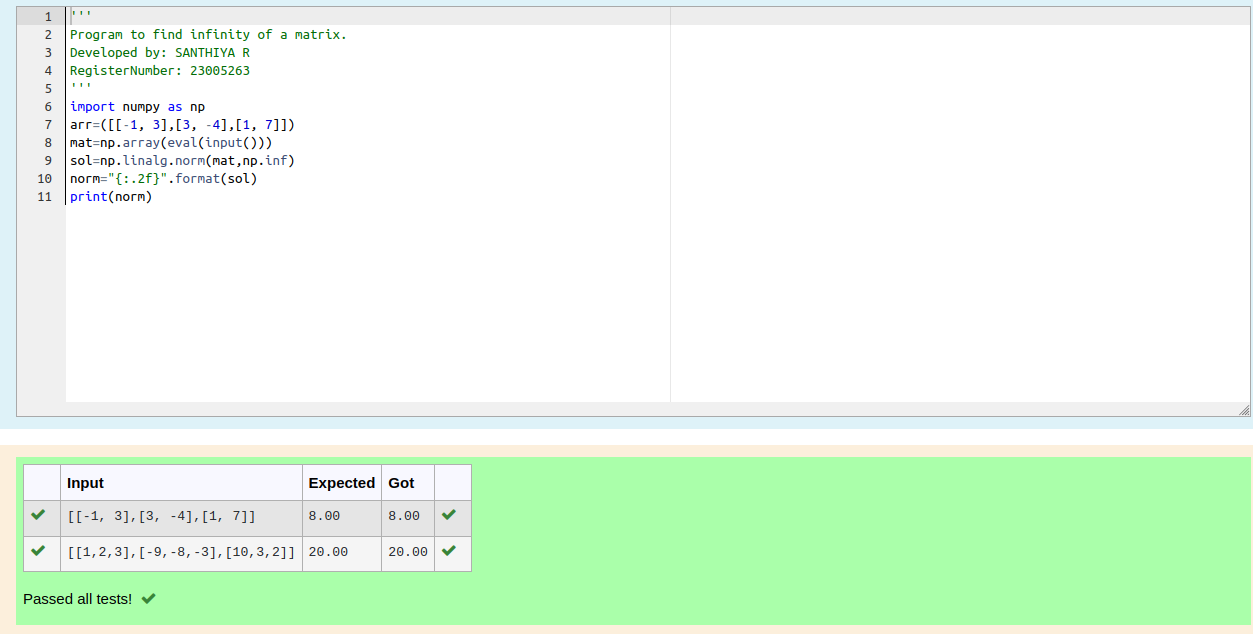 1 '''
2 Program to find infinity of a matrix.
3 Developed by: SANTHIYA R
4 RegisterNumber: 23005263
5 '''
6 import numpy as np
7 arr=([[-1, 3],[3, -4],[1, 7]])
8 mat=np.array(eval(input()))
9 sol=np.linalg.norm(mat,np.inf)
10 norm="{:.2f}".format(sol)
11 print(norm)
Input Expected Got
[[-1, 3],[3, -4],[1, 7]] 8.00 8.00
[[1,2,3],[-9,-8,-3],[10,3,2]] 20.00 20.00
Passed all tests!